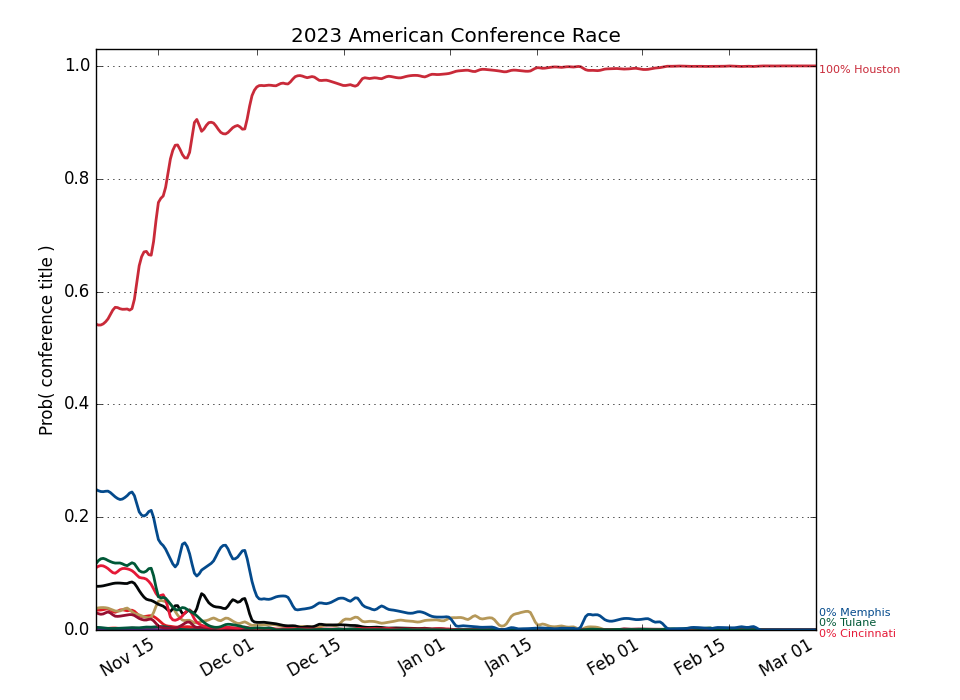 2023 American Conference Race
Prob( conference title )
1.0
0.8
0.6
0.4
0.2
0.0
100% Houston
0% Memphis
0% Tulane
0% Cincinnati
Nov 15
Dec 01
Dec 15
Jan 01
Jan 15
Feb 01
Feb 15
Mar 01